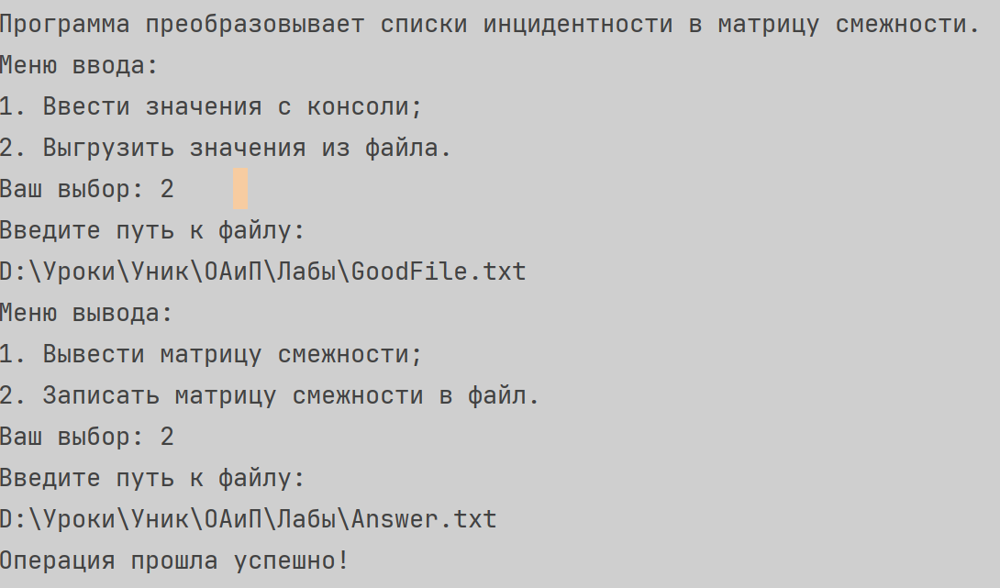 Программа преобразовывает списки инцидентности в матрицу смежности.
Меню ввода:
1. Ввести значения с консоли;
2. Выгрузить значения из файла.
Ваш выбор: 2
Введите путь к файлу:
D:\Уроки\Уник\ОАиП\Лабы\GoodFile.txt
Меню вывода:
1. Вывести матрицу смежности;
2. Записать матрицу смежности в файл.
Ваш выбор: 2
Введите путь к файлу:
D:\Уроки\Уник\ОАиП\Лабы\Answer.txt
Операция прошла успешно!